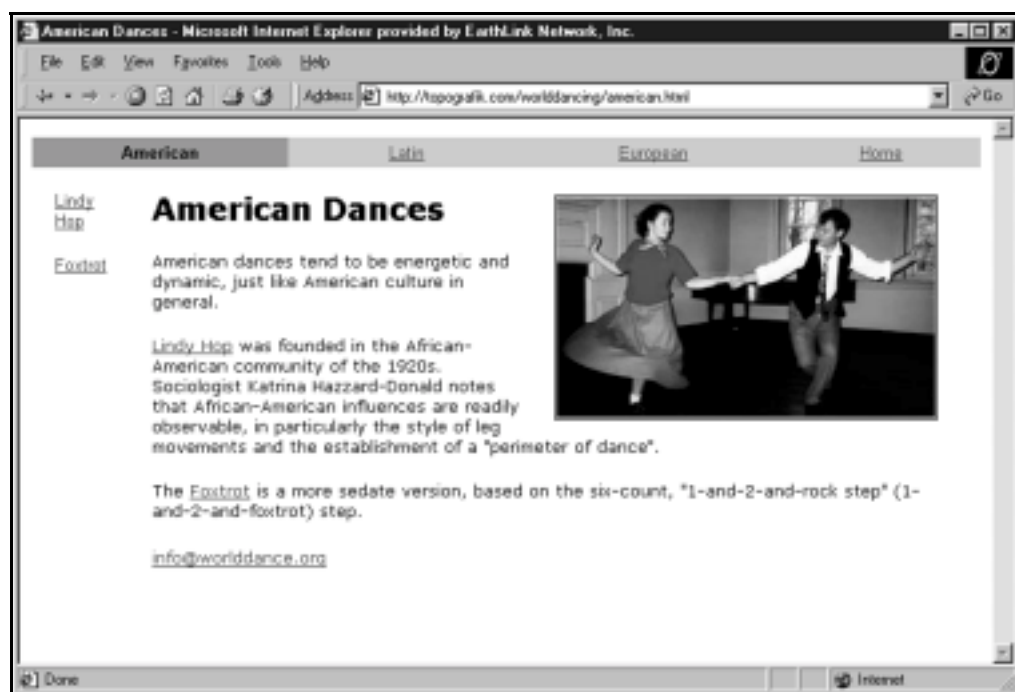 American Dances - Microsoft Internet Explorer provided by EarthLink Network, Inc.
File Edit View Favorites Tools Help
Address http://topografik.com/worlddancing/american.html Go
American Latin European Home
Lindy
Hop
Foxtrot
American Dances
American dances tend to be energetic and
dynamic, just like American culture in
general.
Lindy Hop was founded in the African-
American community of the 1920s.
Sociologist Katrina Hazzard-Donald notes
that African-American influences are readily
observable, in particularly the style of leg
movements and the establishment of a "perimeter of dance".
The Foxtrot is a more sedate version, based on the six-count, "1-and-2-and-rock step" (1-
and-2-and-foxtrot) step.
info@worlddance.org
Done Internet